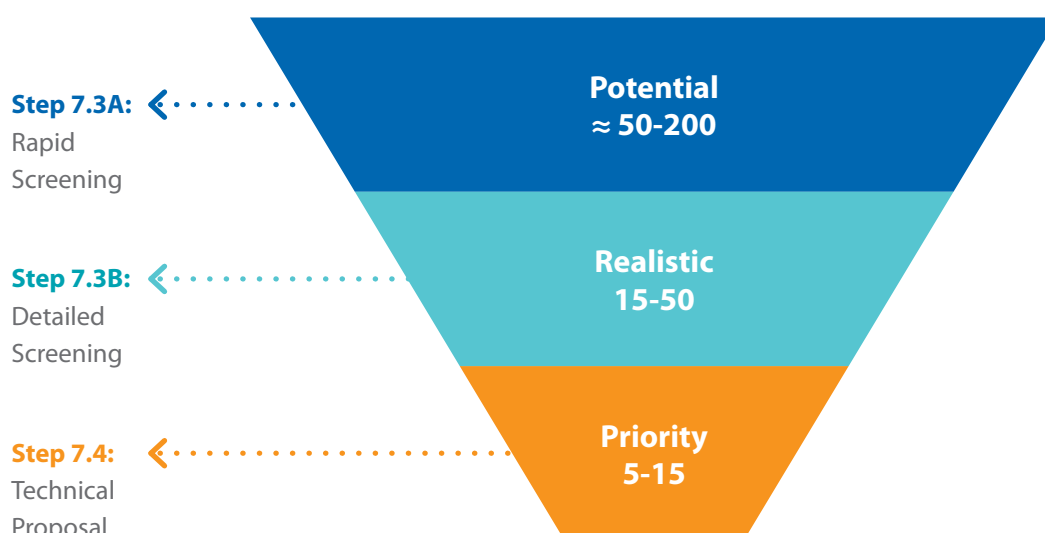 Step 7.3A:
Rapid
Screening
Potential
≈ 50-200
Step 7.3B:
Detailed
Screening
Realistic
15-50
Step 7.4:
Technical
Proposal
Priority
5-15